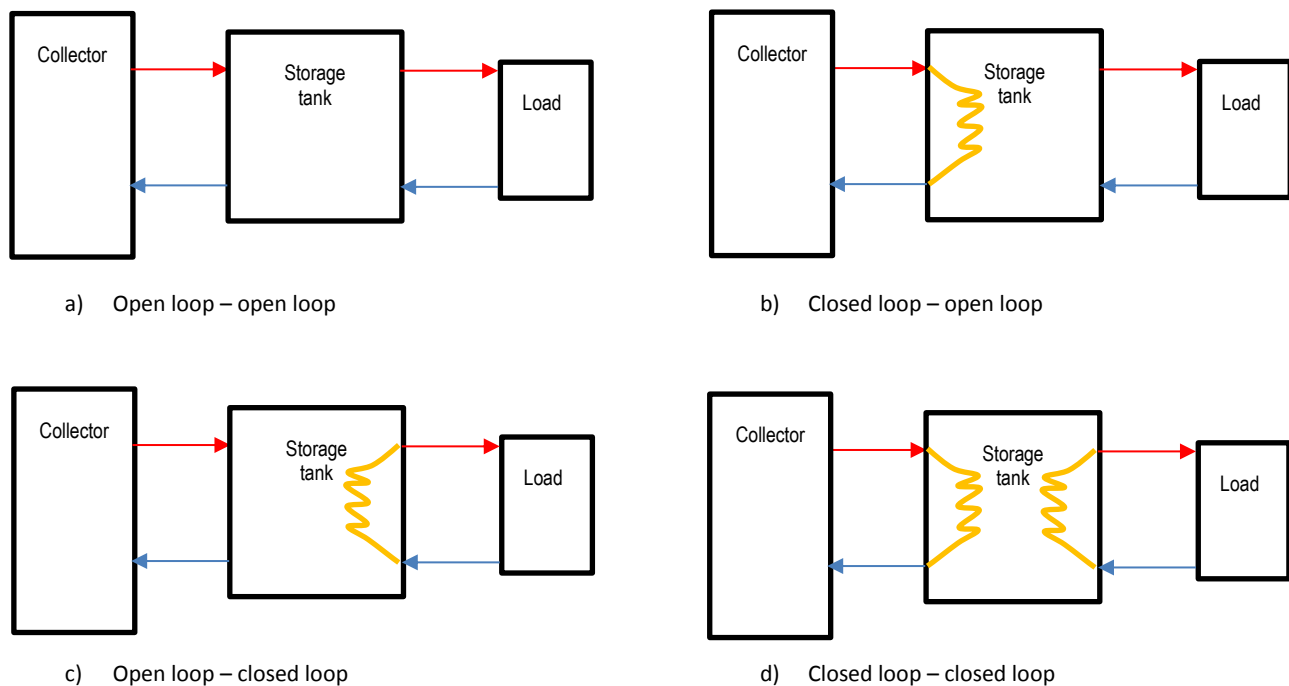 Collector
Storage
tank
Load
a) Open loop – open loop
Collector
Storage
tank
Load
b) Closed loop – open loop
Collector
Storage
tank
Load
c) Open loop – closed loop
Collector
Storage
tank
Load
d) Closed loop – closed loop